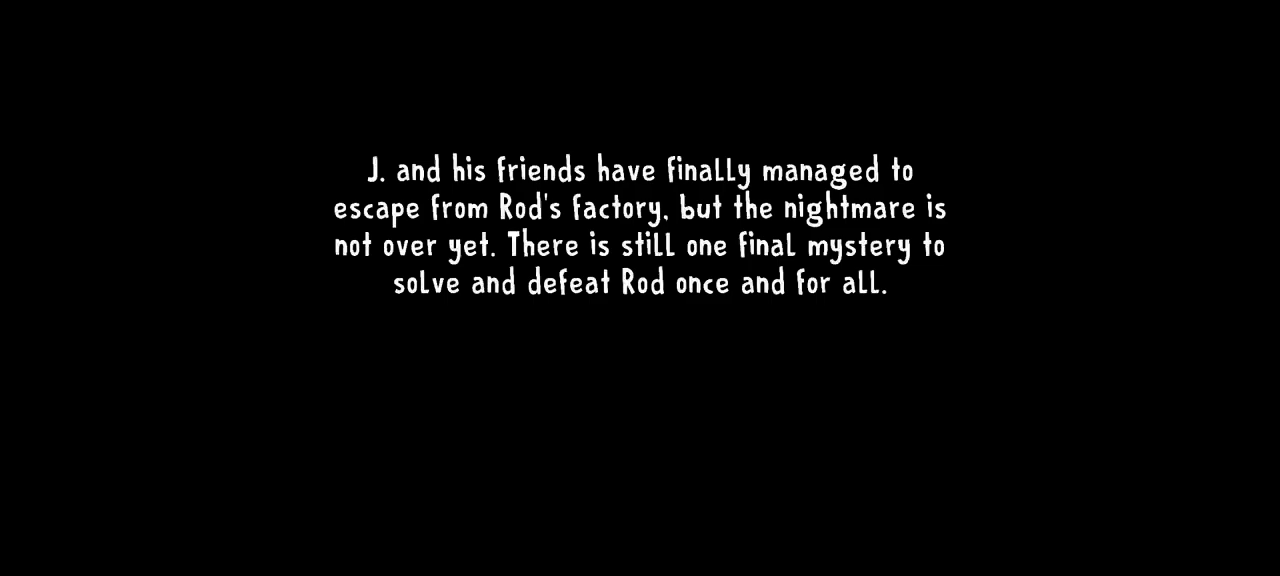 J. and his friends have finally managed to
escape from Rod's factory, but the nightmare is
not over yet. There is still one final mystery to
solve and defeat Rod once and for all.